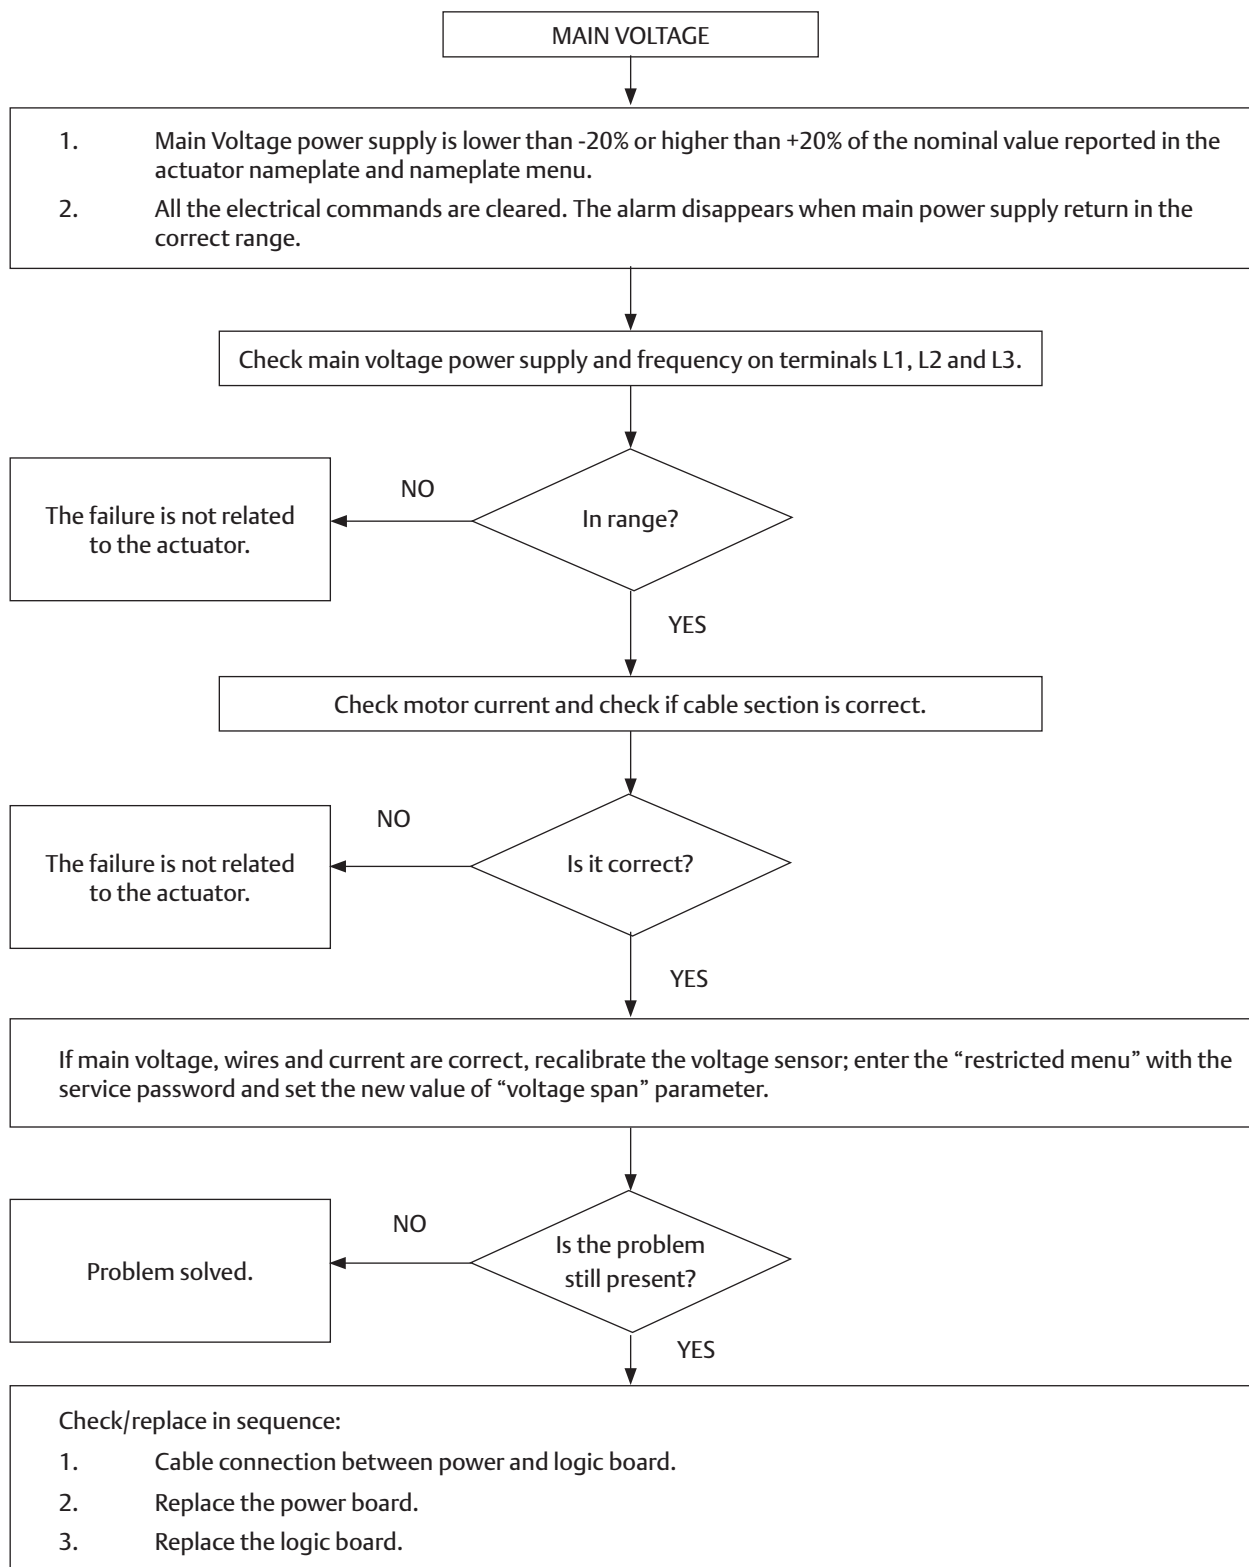 MAIN VOLTAGE
1. Main Voltage power supply is lower than -20% or higher than +20% of the nominal value reported in the
actuator nameplate and nameplate menu.
2. All the electrical commands are cleared. The alarm disappears when main power supply return in the
correct range.
Check main voltage power supply and frequency on terminals L1, L2 and L3.
NO
The failure is not related
to the actuator.
In range?
YES
Check motor current and check if cable section is correct.
NO
The failure is not related
to the actuator.
Is it correct?
YES
If main voltage, wires and current are correct, recalibrate the voltage sensor; enter the “restricted menu” with the
service password and set the new value of “voltage span” parameter.
NO
Problem solved.
Is the problem
still present?
YES
Check/replace in sequence:
1. Cable connection between power and logic board.
2. Replace the power board.
3. Replace the logic board.